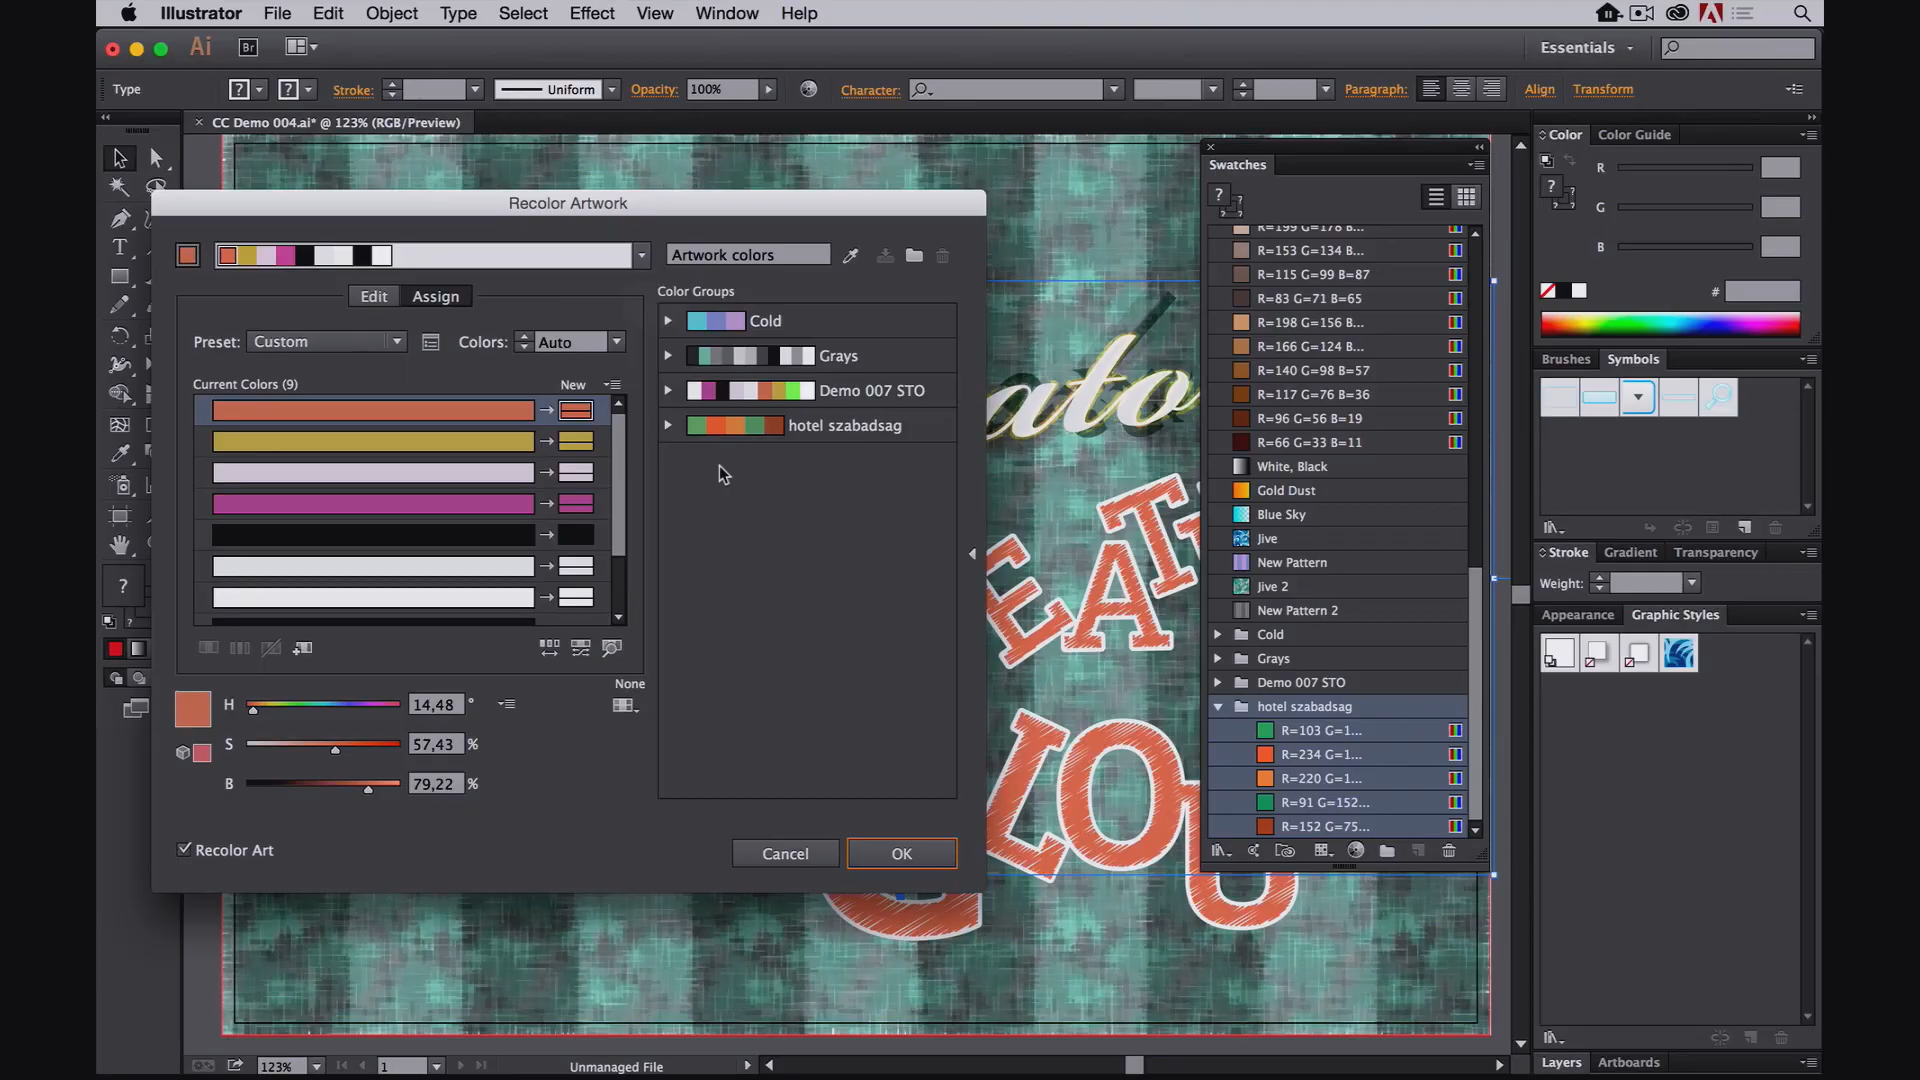 Illustrator File Edit Object Type Select Effect View Window Help
Ai Br Essentials
Type ? ? Stroke: Uniform Opacity: 100% Character: Paragraph: Align Transform
× CC Demo 004.ai* @ 123% (RGB/Preview)
Recolor Artwork
Artwork colors
Edit Assign
Preset: Custom Colors: Auto
Current Colors (9) New
Color Groups
Cold
Grays
Demo 007 STO
hotel szabadsag
None
H 14,48 °
S 57,43 %
B 79,22 %
Recolor Art
Cancel OK
?
ato
EAT
LOU
Swatches
?
R=199 G=178 B...
R=153 G=134 B...
R=115 G=99 B=87
R=83 G=71 B=65
R=198 G=156 B...
R=166 G=124 B...
R=140 G=98 B=57
R=117 G=76 B=36
R=96 G=56 B=19
R=66 G=33 B=11
White, Black
Gold Dust
Blue Sky
Jive
New Pattern
Jive 2
New Pattern 2
Cold
Grays
Demo 007 STO
hotel szabadsag
R=103 G=1...
R=234 G=1...
R=220 G=1...
R=91 G=152...
R=152 G=75...
Color Color Guide
?
R
G
B
#
Brushes Symbols
Stroke Gradient Transparency
Weight:
Appearance Graphic Styles
Layers Artboards
123% 1 Unmanaged File